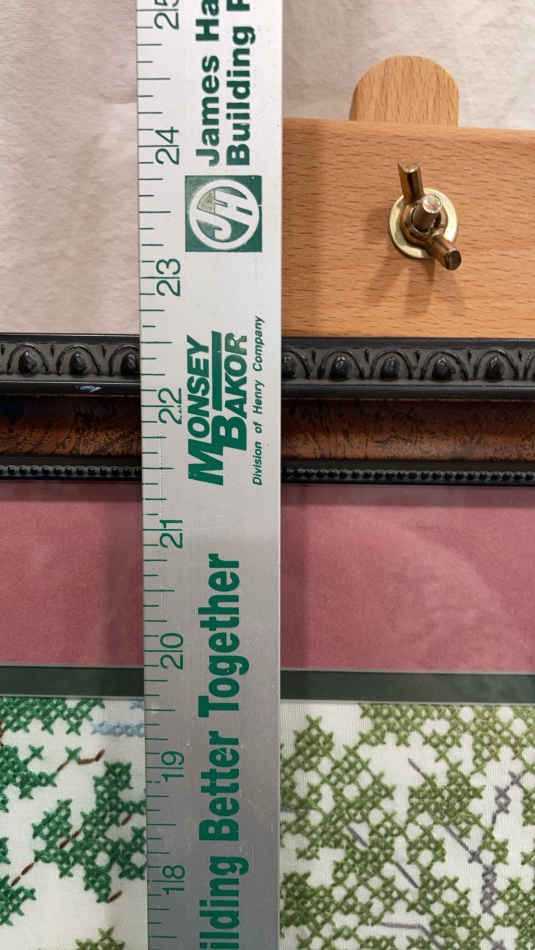 25
24
23
22
21
20
19
18
James Ha
Building P
JH
MONSEY
BAKOR
Division of Henry Company
ilding Better Together